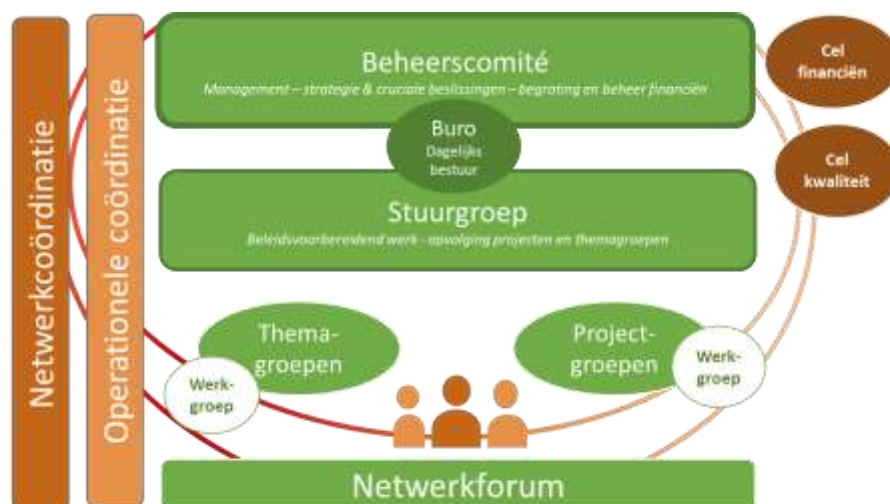 Netwerkcoördinatie
Operationele coördinatie
Beheerscomité
Management – strategie & cruciale beslissingen – begroting en beheer financiën
Buro
Dagelijks
bestuur
Stuurgroep
Beleidsvoorbereidend werk - opvolging projecten en themagroepen
Cel
financiën
Cel
kwaliteit
Thema-
groepen
Werk-
groep
Project-
groepen
Werk-
groep
Netwerkforum